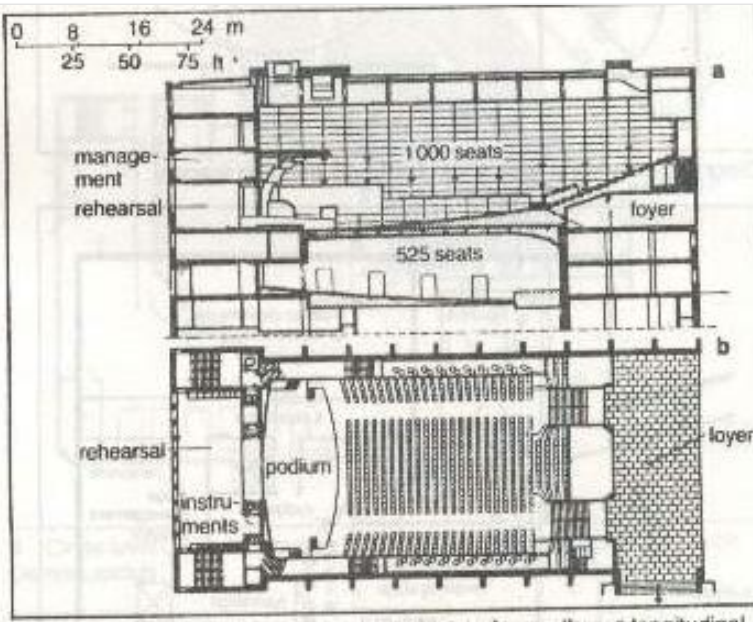 0 8 16 24 m
25 50 75 ft
a
manage-
ment
rehearsal
1000 seats
foyer
525 seats
b
rehearsal
podium
instru-
ments
foyer
longitudinal